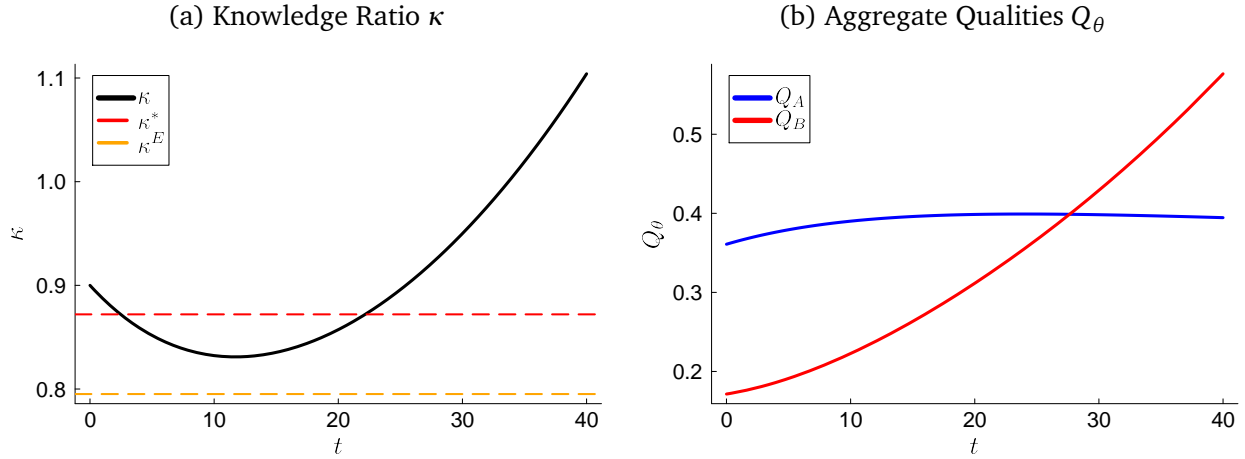 (a) Knowledge Ratio κ
1.1
1.0
0.9
0.8
κ
κ
κ*
κ^E
0
10
20
30
40
t
(b) Aggregate Qualities Q_θ
0.5
0.4
0.3
0.2
Q_θ
Q_A
Q_B
0
10
20
30
40
t